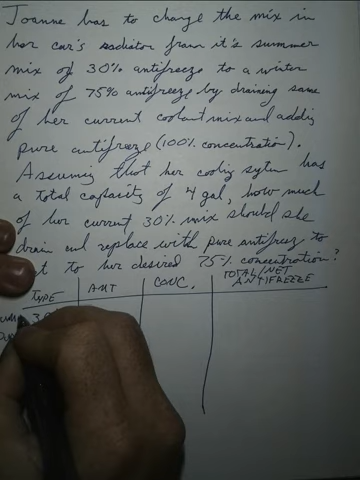 Joanne has to change the mix in
her car's radiator from it's summer
mix of 30% antifreeze to a winter
mix of 75% antifreeze by draining some
of her current coolant mix and adding
pure antifreeze (100% concentration).
Assuming that her cooling sytem has
a total capacity of 4 gal, how much
of her current 30% mix should she
drain and replace with pure antifreez to
to her desired 75% concentration?
TYPE AMT CONC. TOTAL/NET
ANTIFREEZE
30